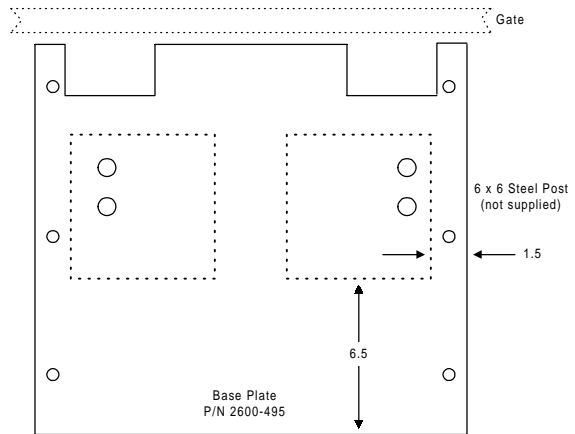 Gate
6 x 6 Steel Post
(not supplied)
1.5
6.5
Base Plate
P/N 2600-495